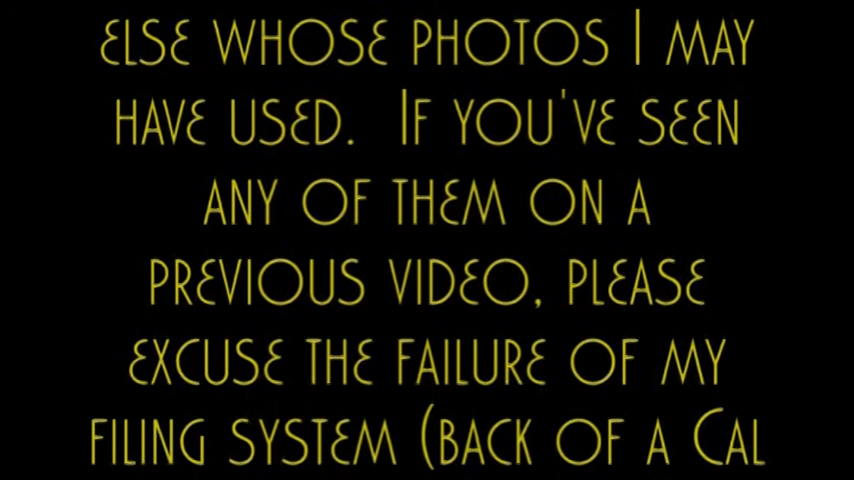 ELSE WHOSE PHOTOS I MAY
HAVE USED. IF YOU'VE SEEN
ANY OF THEM ON A
PREVIOUS VIDEO, PLEASE
EXCUSE THE FAILURE OF MY
FILING SYSTEM (BACK OF A CAL